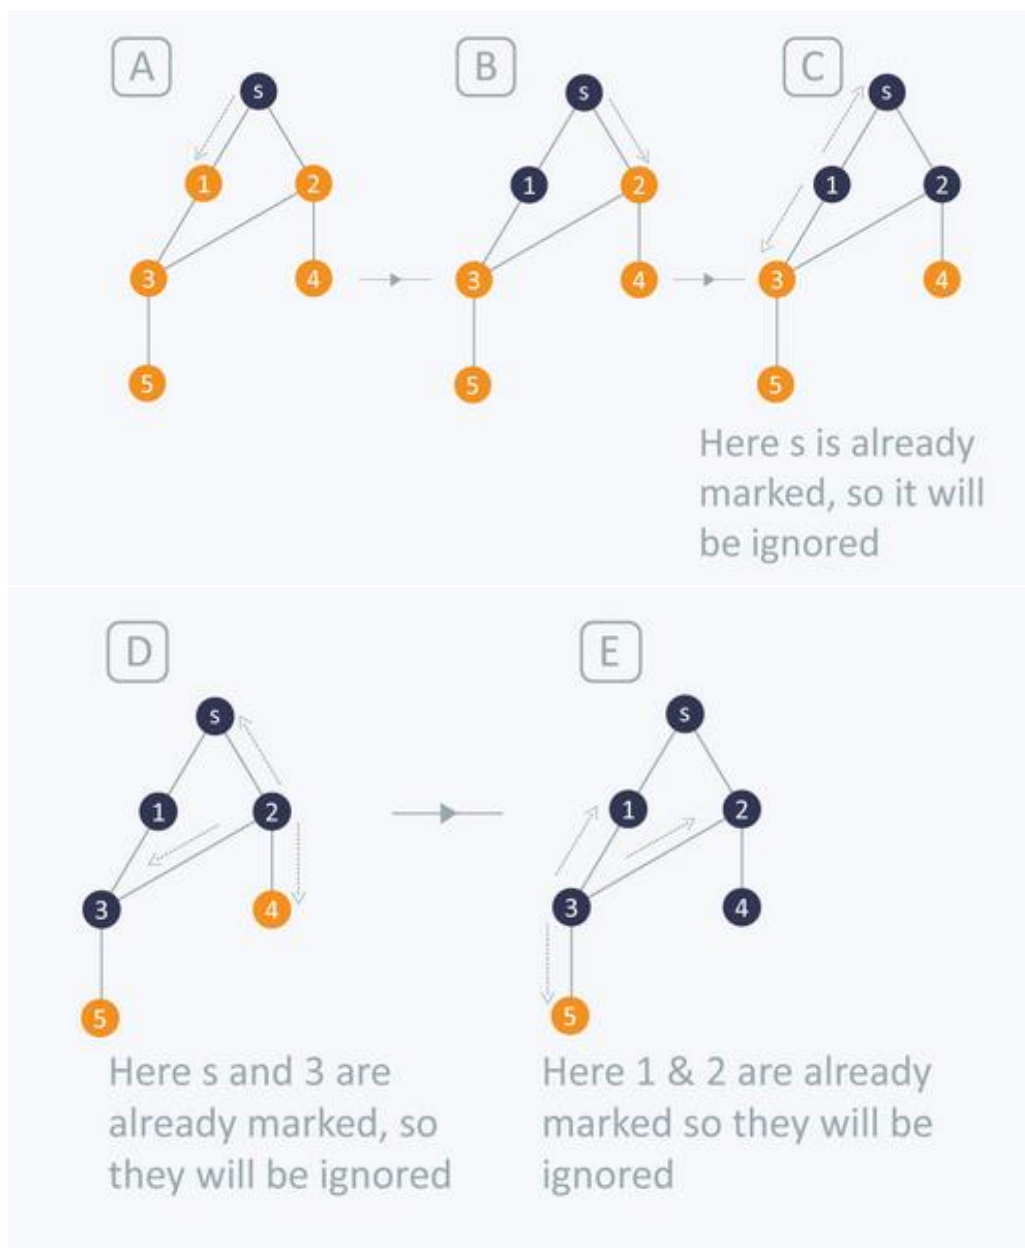 A
B
C
s
s
s
1
2
1
2
1
2
3
4
3
4
3
4
5
5
5
Here s is already
marked, so it will
be ignored
D
E
s
s
1
2
1
2
3
4
3
4
5
5
Here s and 3 are
already marked, so
they will be ignored
Here 1 & 2 are already
marked so they will be
ignored